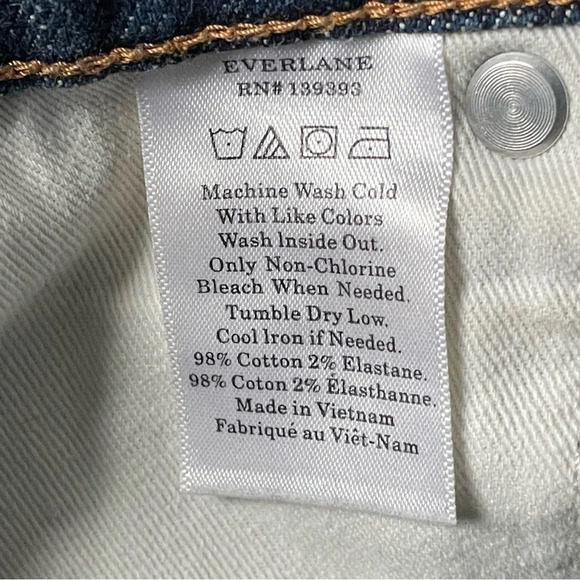 EVERLANE
RN# 139393
Machine Wash Cold
With Like Colors
Wash Inside Out.
Only Non-Chlorine
Bleach When Needed.
Tumble Dry Low.
Cool Iron if Needed.
98% Cotton 2% Elastane.
98% Coton 2% Élasthanne.
Made in Vietnam
Fabriqué au Viêt-Nam